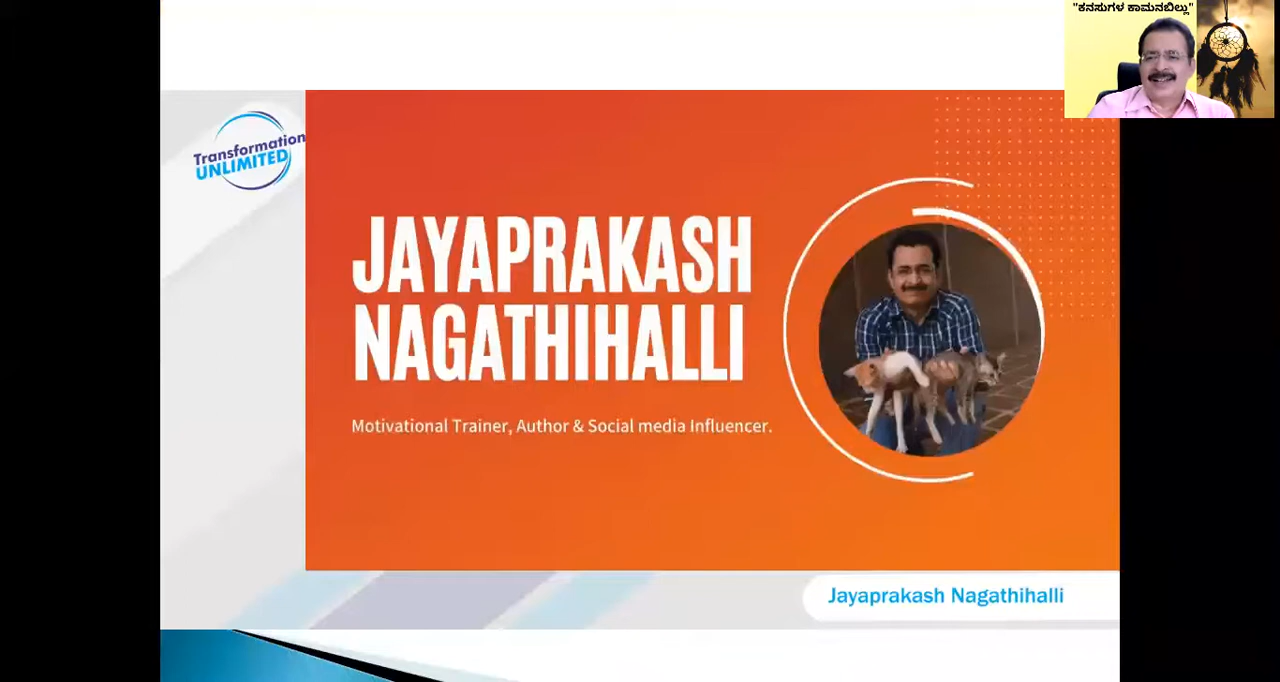 "ಕನಸುಗಳ ಕಾಮನಬಿಲ್ಲು"
Transformation
UNLIMITED
JAYAPRAKASH
NAGATHIHALLI
Motivational Trainer, Author & Social media Influencer.
Jayaprakash Nagathihalli